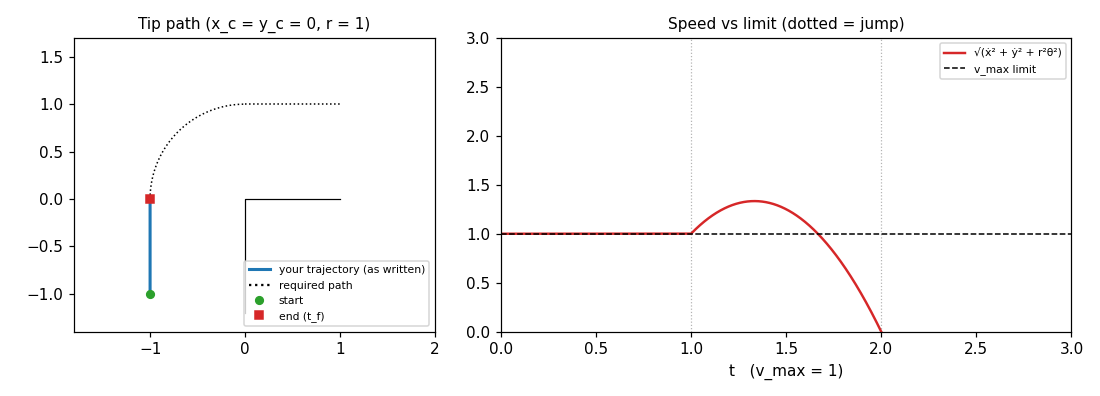 Tip path (x_c = y_c = 0, r = 1)
1.5
1.0
0.5
0.0
−0.5
−1.0
−1
0
1
2
your trajectory (as written)
required path
start
end (t_f)
Speed vs limit (dotted = jump)
3.0
2.5
2.0
1.5
1.0
0.5
0.0
0.0
0.5
1.0
1.5
2.0
2.5
3.0
t (v_max = 1)
√(ẋ² + ẏ² + r²θ̇²)
v_max limit